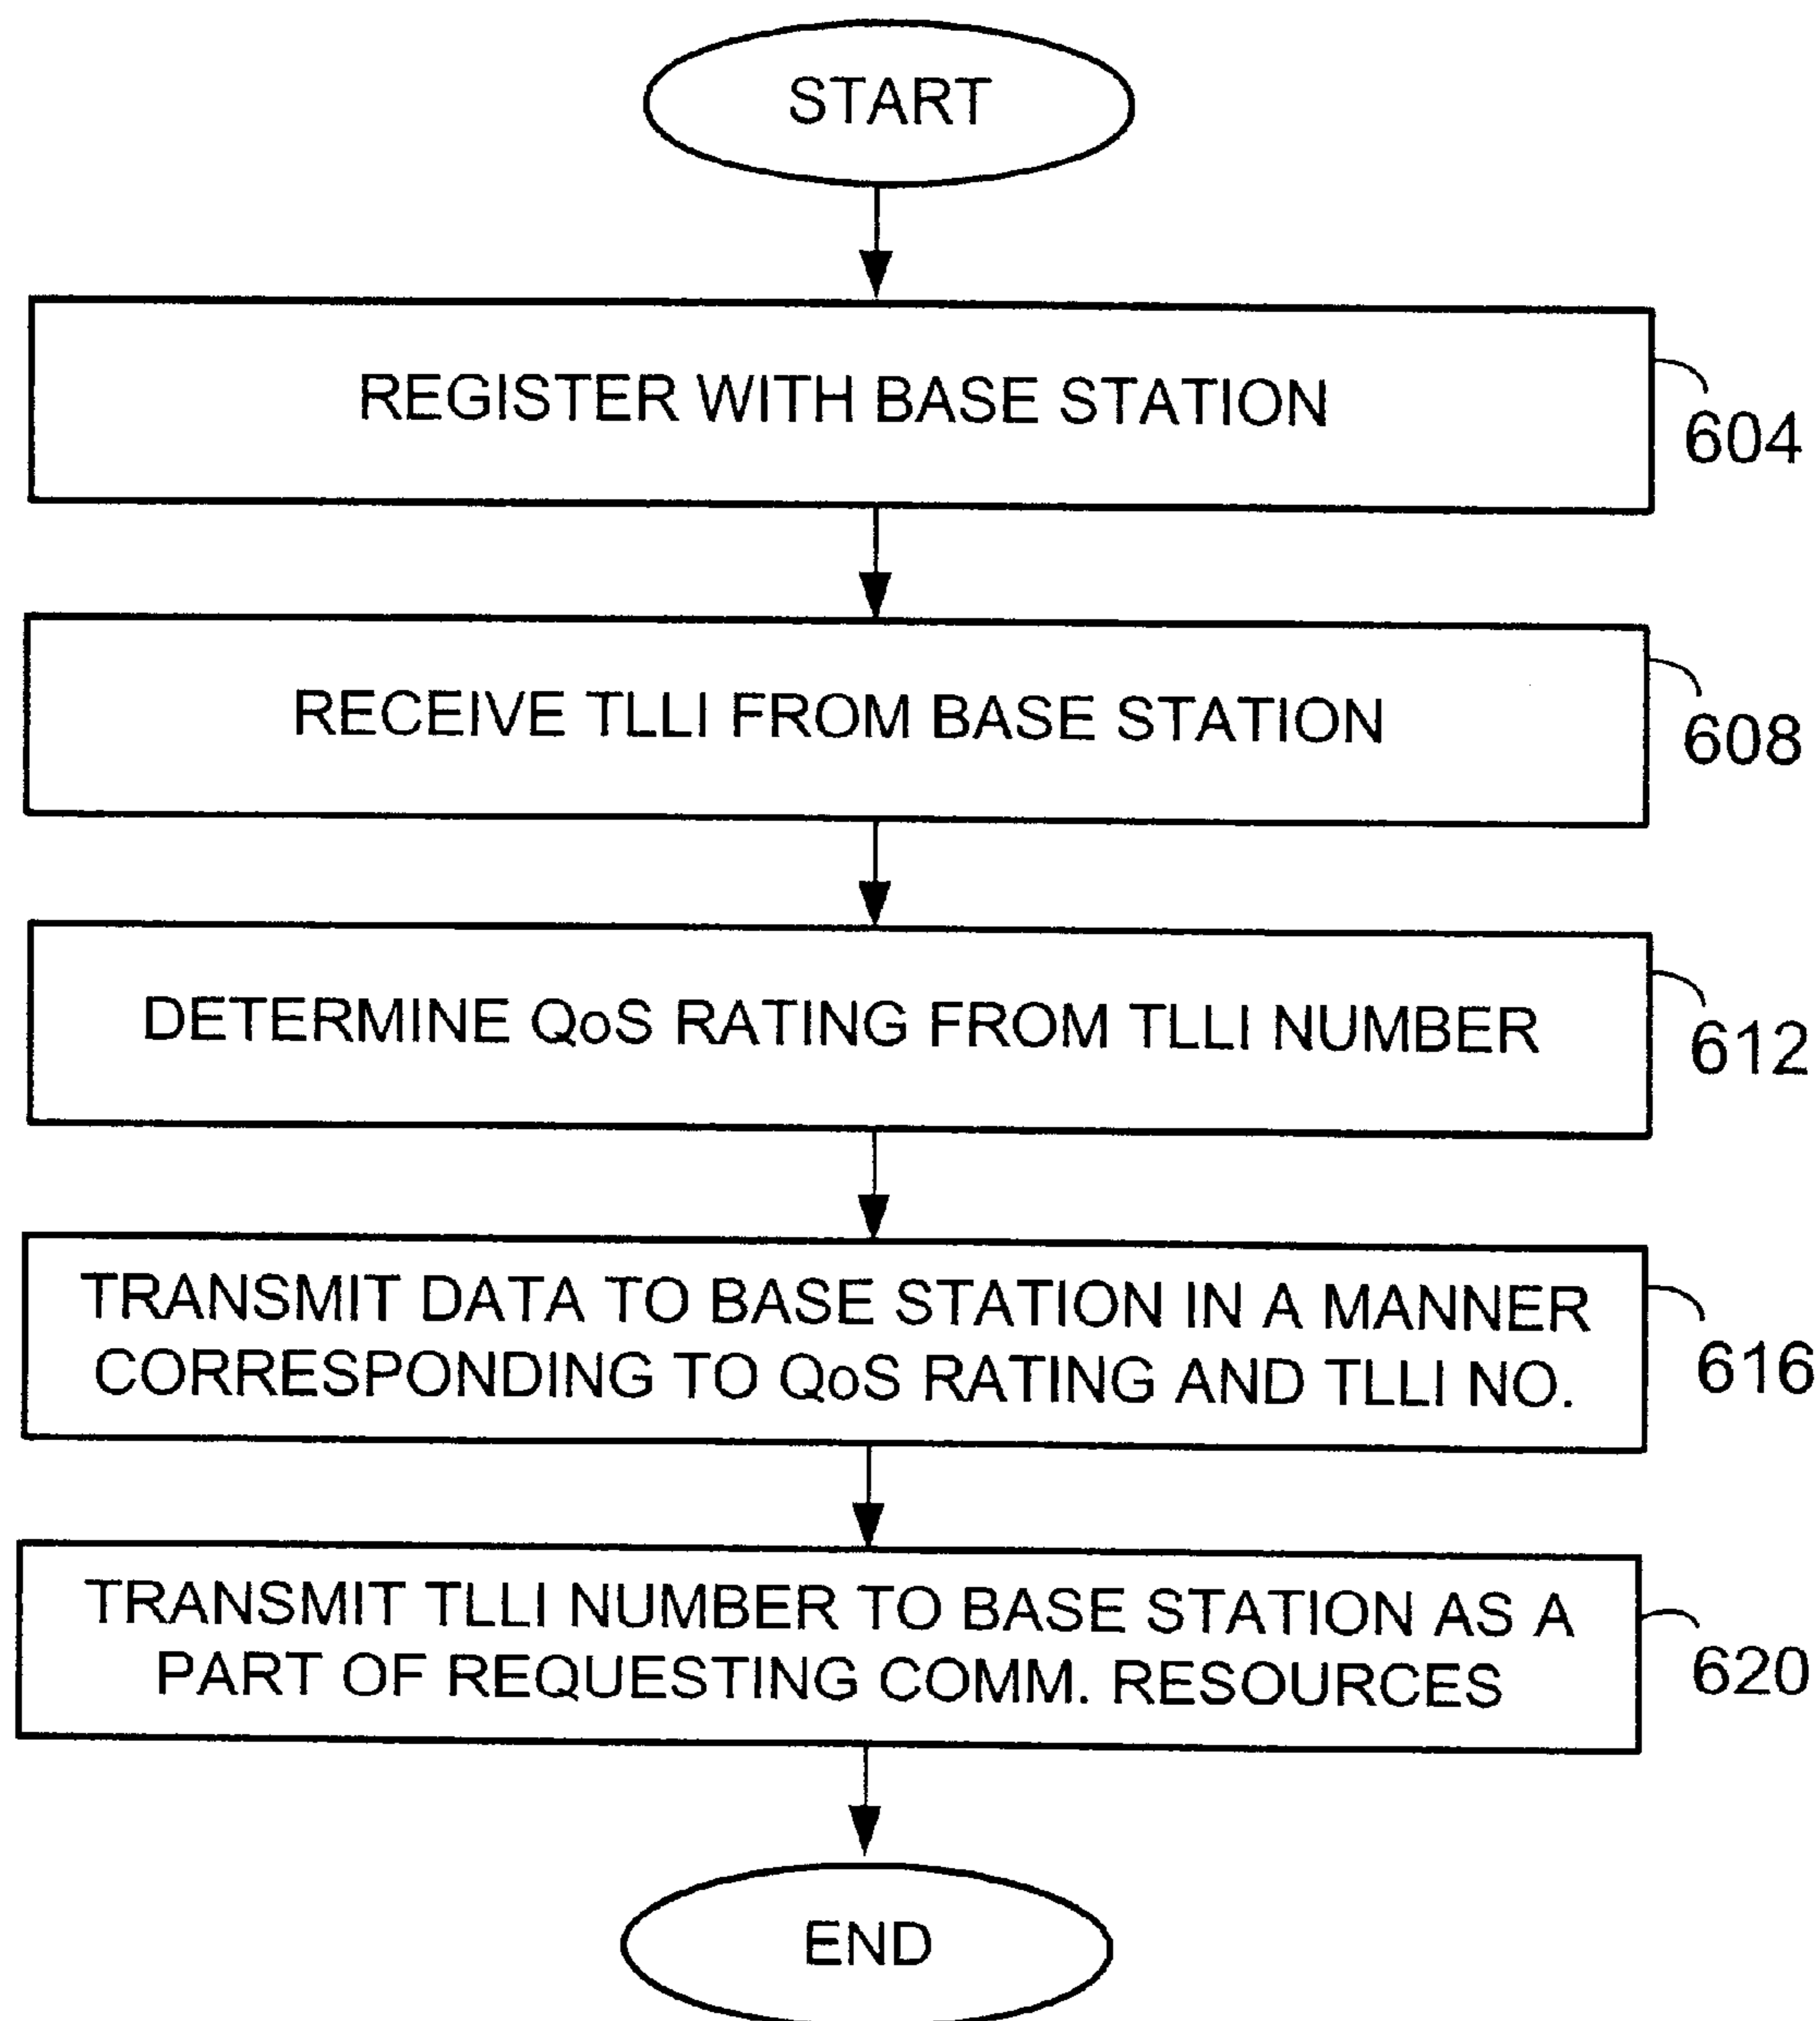 START
REGISTER WITH BASE STATION
604
RECEIVE TLLI FROM BASE STATION
608
DETERMINE QoS RATING FROM TLLI NUMBER
612
TRANSMIT DATA TO BASE STATION IN A MANNER
CORRESPONDING TO QoS RATING AND TLLI NO.
616
TRANSMIT TLLI NUMBER TO BASE STATION AS A
PART OF REQUESTING COMM. RESOURCES
620
END